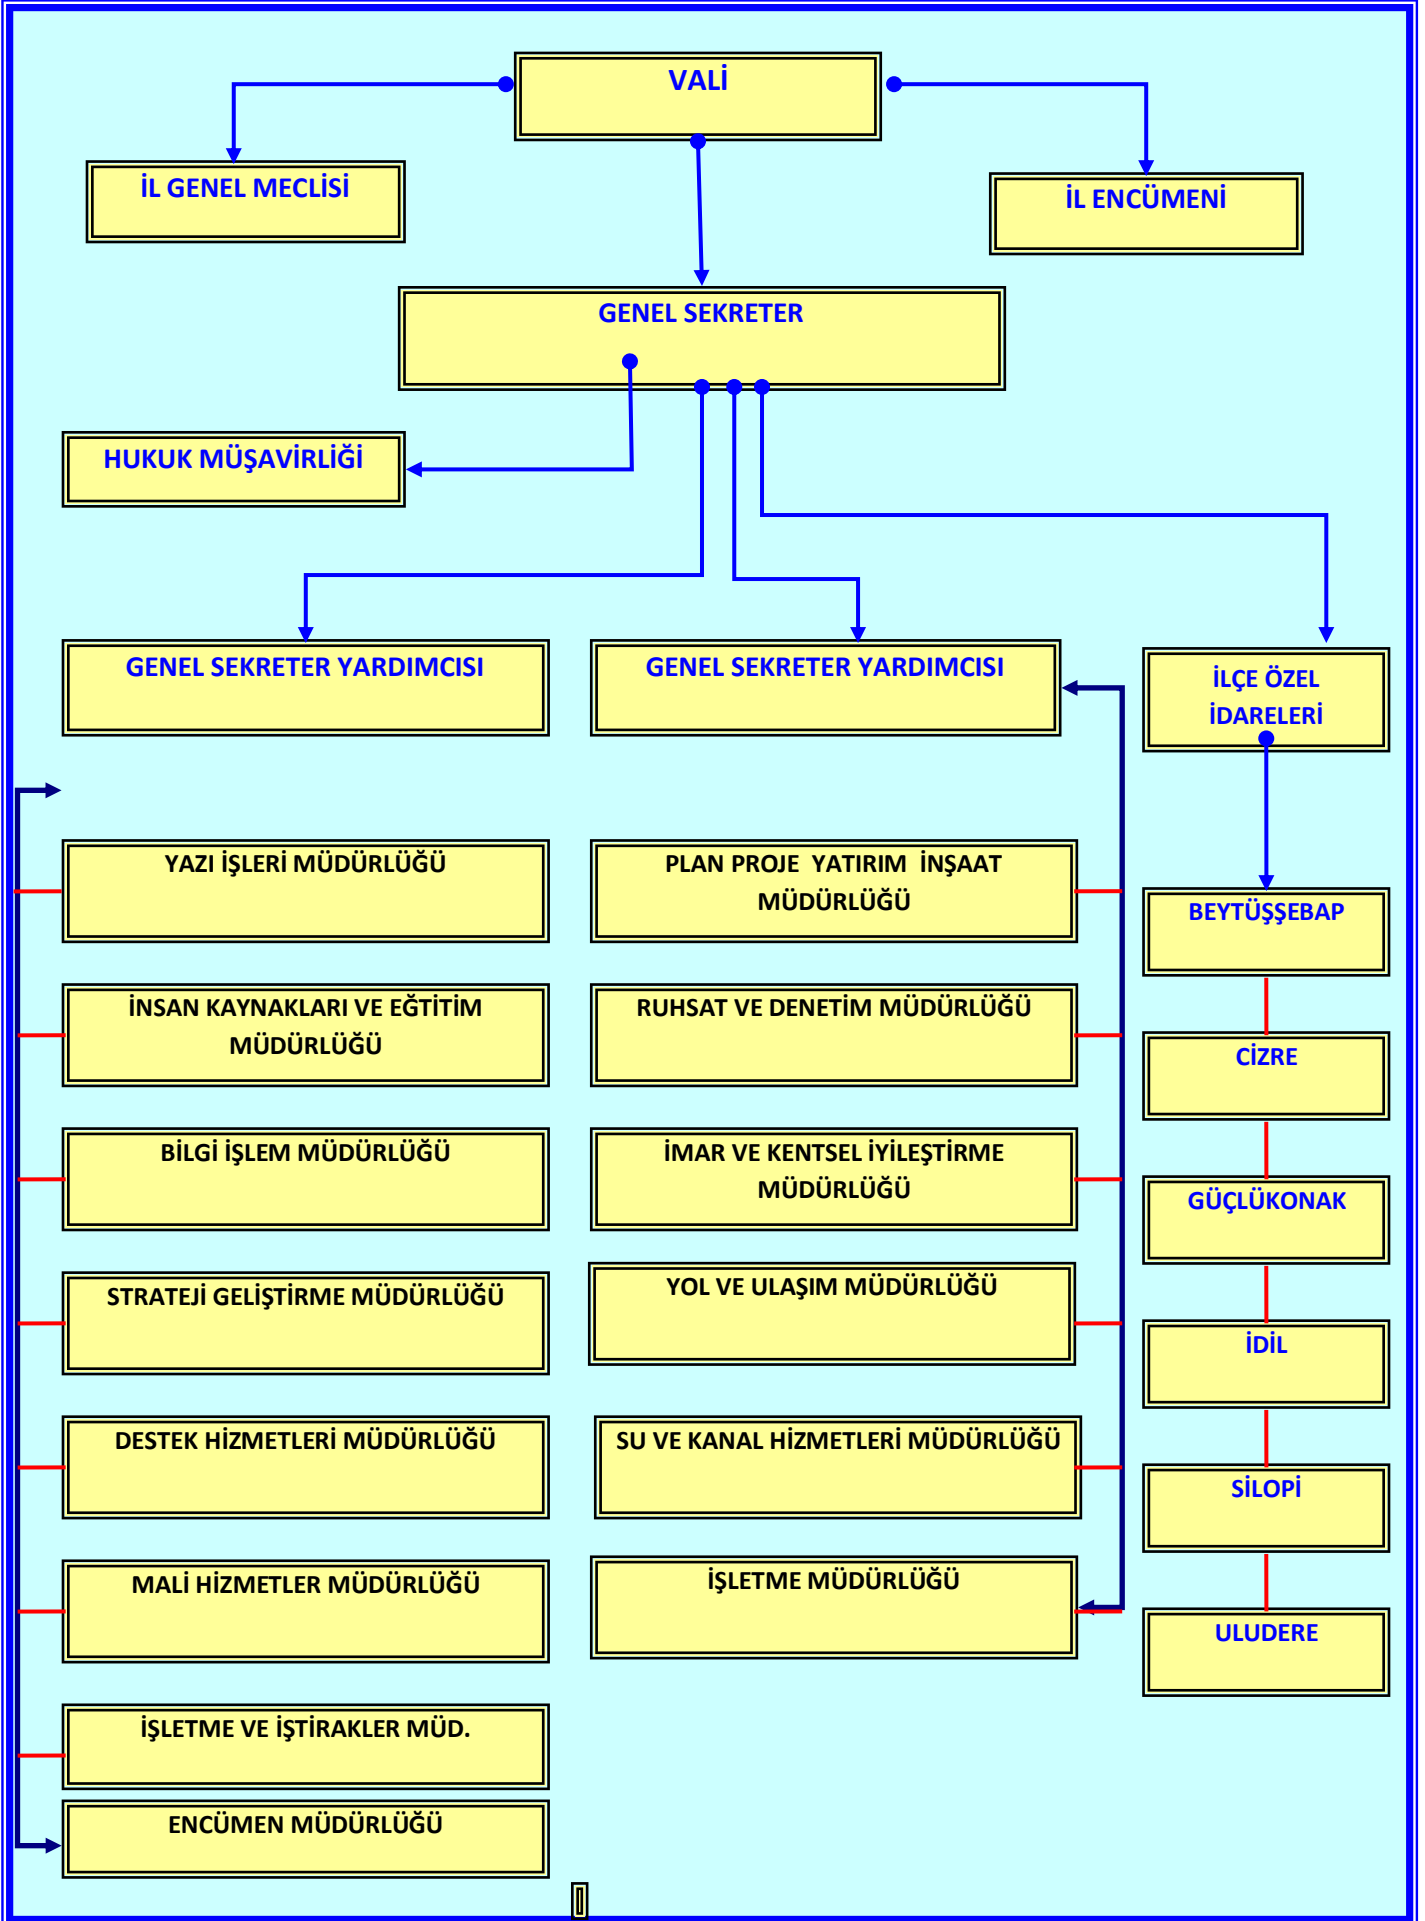 VALİ
İL GENEL MECLİSİ
İL ENCÜMENİ
GENEL SEKRETER
HUKUK MÜŞAVİRLİĞİ
GENEL SEKRETER YARDIMCISI
GENEL SEKRETER YARDIMCISI
İLÇE ÖZEL
İDARELERİ
YAZI İŞLERİ MÜDÜRLÜĞÜ
İNSAN KAYNAKLARI VE EĞTİTİM
MÜDÜRLÜĞÜ
BİLGİ İŞLEM MÜDÜRLÜĞÜ
STRATEJİ GELİŞTİRME MÜDÜRLÜĞÜ
DESTEK HİZMETLERİ MÜDÜRLÜĞÜ
MALİ HİZMETLER MÜDÜRLÜĞÜ
İŞLETME VE İŞTİRAKLER MÜD.
ENCÜMEN MÜDÜRLÜĞÜ
PLAN PROJE YATIRIM İNŞAAT
MÜDÜRLÜĞÜ
RUHSAT VE DENETİM MÜDÜRLÜĞÜ
İMAR VE KENTSEL İYİLEŞTİRME
MÜDÜRLÜĞÜ
YOL VE ULAŞIM MÜDÜRLÜĞÜ
SU VE KANAL HİZMETLERİ MÜDÜRLÜĞÜ
İŞLETME MÜDÜRLÜĞÜ
BEYTÜŞŞEBAP
CİZRE
GÜÇLÜKONAK
İDİL
SİLOPİ
ULUDERE